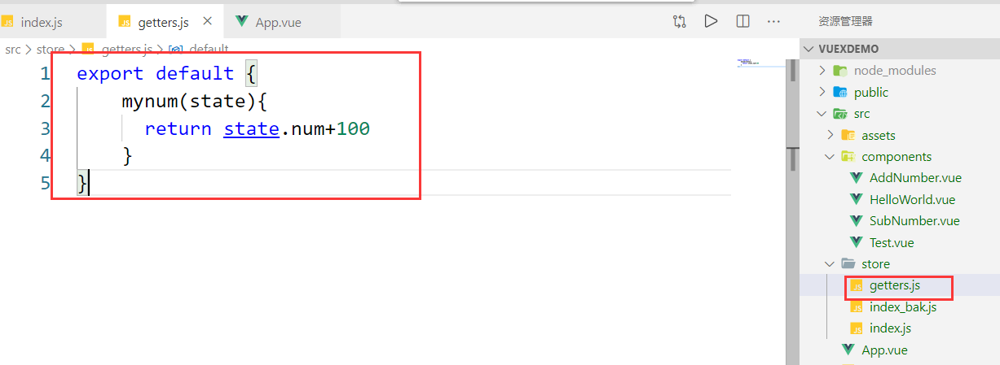 index.js
getters.js
App.vue
资源管理器
src > store > getters.js > default
VUEXDEMO
1 export default {
2 mynum(state){
3 return state.num+100
4 }
5 }
node_modules
public
src
assets
components
AddNumber.vue
HelloWorld.vue
SubNumber.vue
Test.vue
store
getters.js
index_bak.js
index.js
App.vue